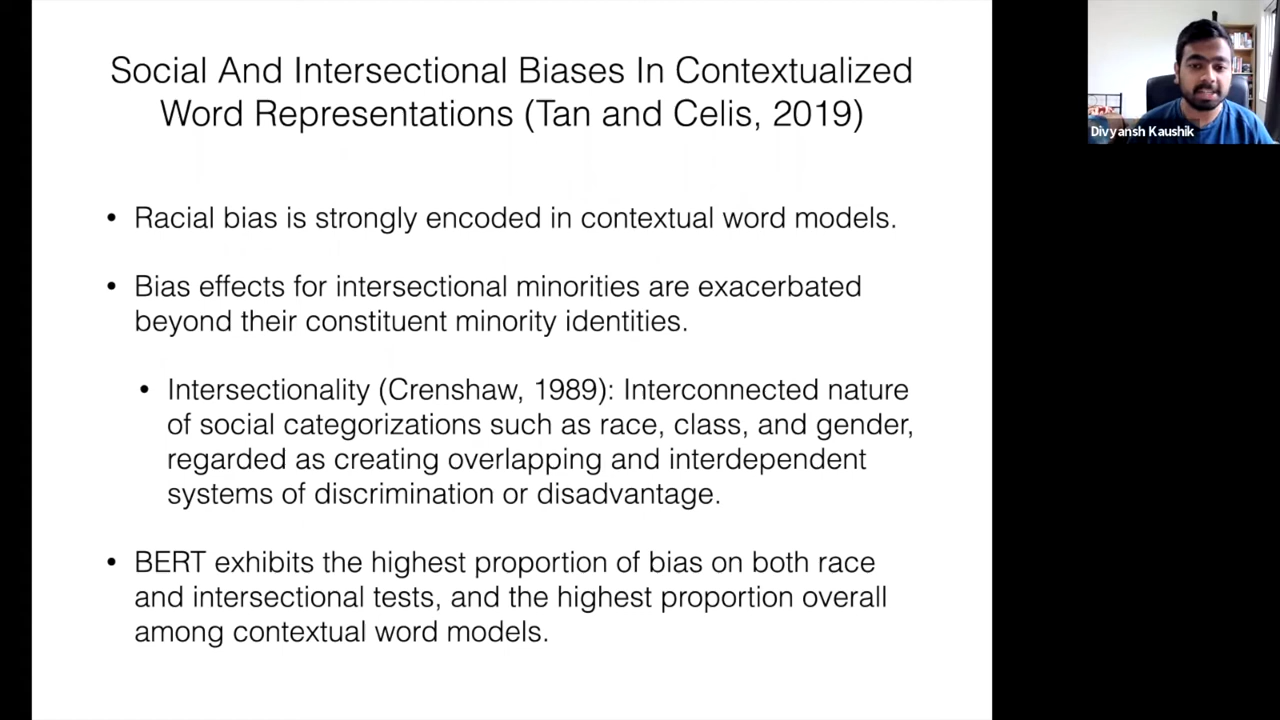 Social And Intersectional Biases In Contextualized
Word Representations (Tan and Celis, 2019)
Divyansh Kaushik
• Racial bias is strongly encoded in contextual word models.
• Bias effects for intersectional minorities are exacerbated
beyond their constituent minority identities.
• Intersectionality (Crenshaw, 1989): Interconnected nature
of social categorizations such as race, class, and gender,
regarded as creating overlapping and interdependent
systems of discrimination or disadvantage.
• BERT exhibits the highest proportion of bias on both race
and intersectional tests, and the highest proportion overall
among contextual word models.